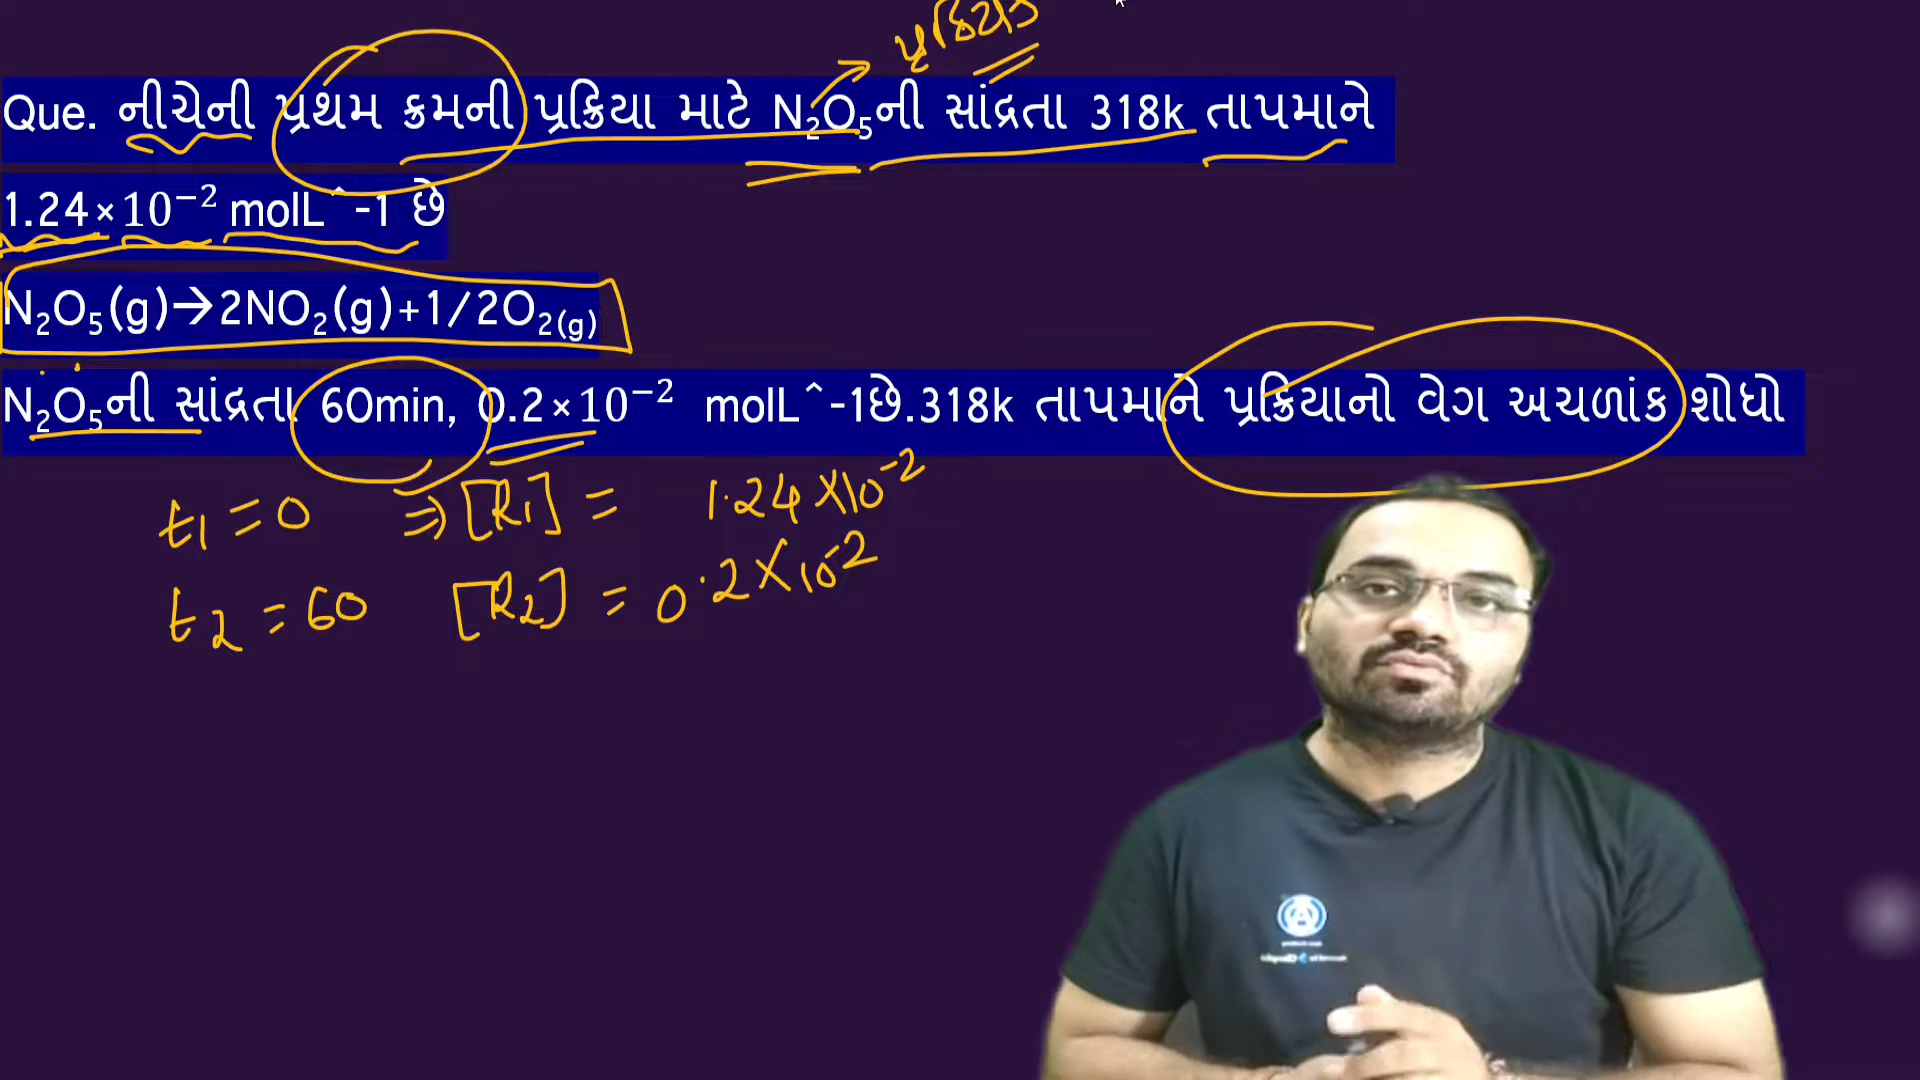 પ્રક્રિયક
Que. નીચેની પ્રથમ ક્રમની પ્રક્રિયા માટે N₂O₅ની સાંદ્રતા 318k તાપમાને
1.24×10⁻² molL^-1 છે
N₂O₅(g)→2NO₂(g)+1/2O₂(g)
N₂O₅ની સાંદ્રતા 60min, 0.2×10⁻² molL^-1છે.318k તાપમાને પ્રક્રિયાનો વેગ અચળાંક શોધો
t₁ = 0 ⇒ [R₁] = 1.24 × 10⁻²
t₂ = 60 [R₂] = 0.2 × 10⁻²